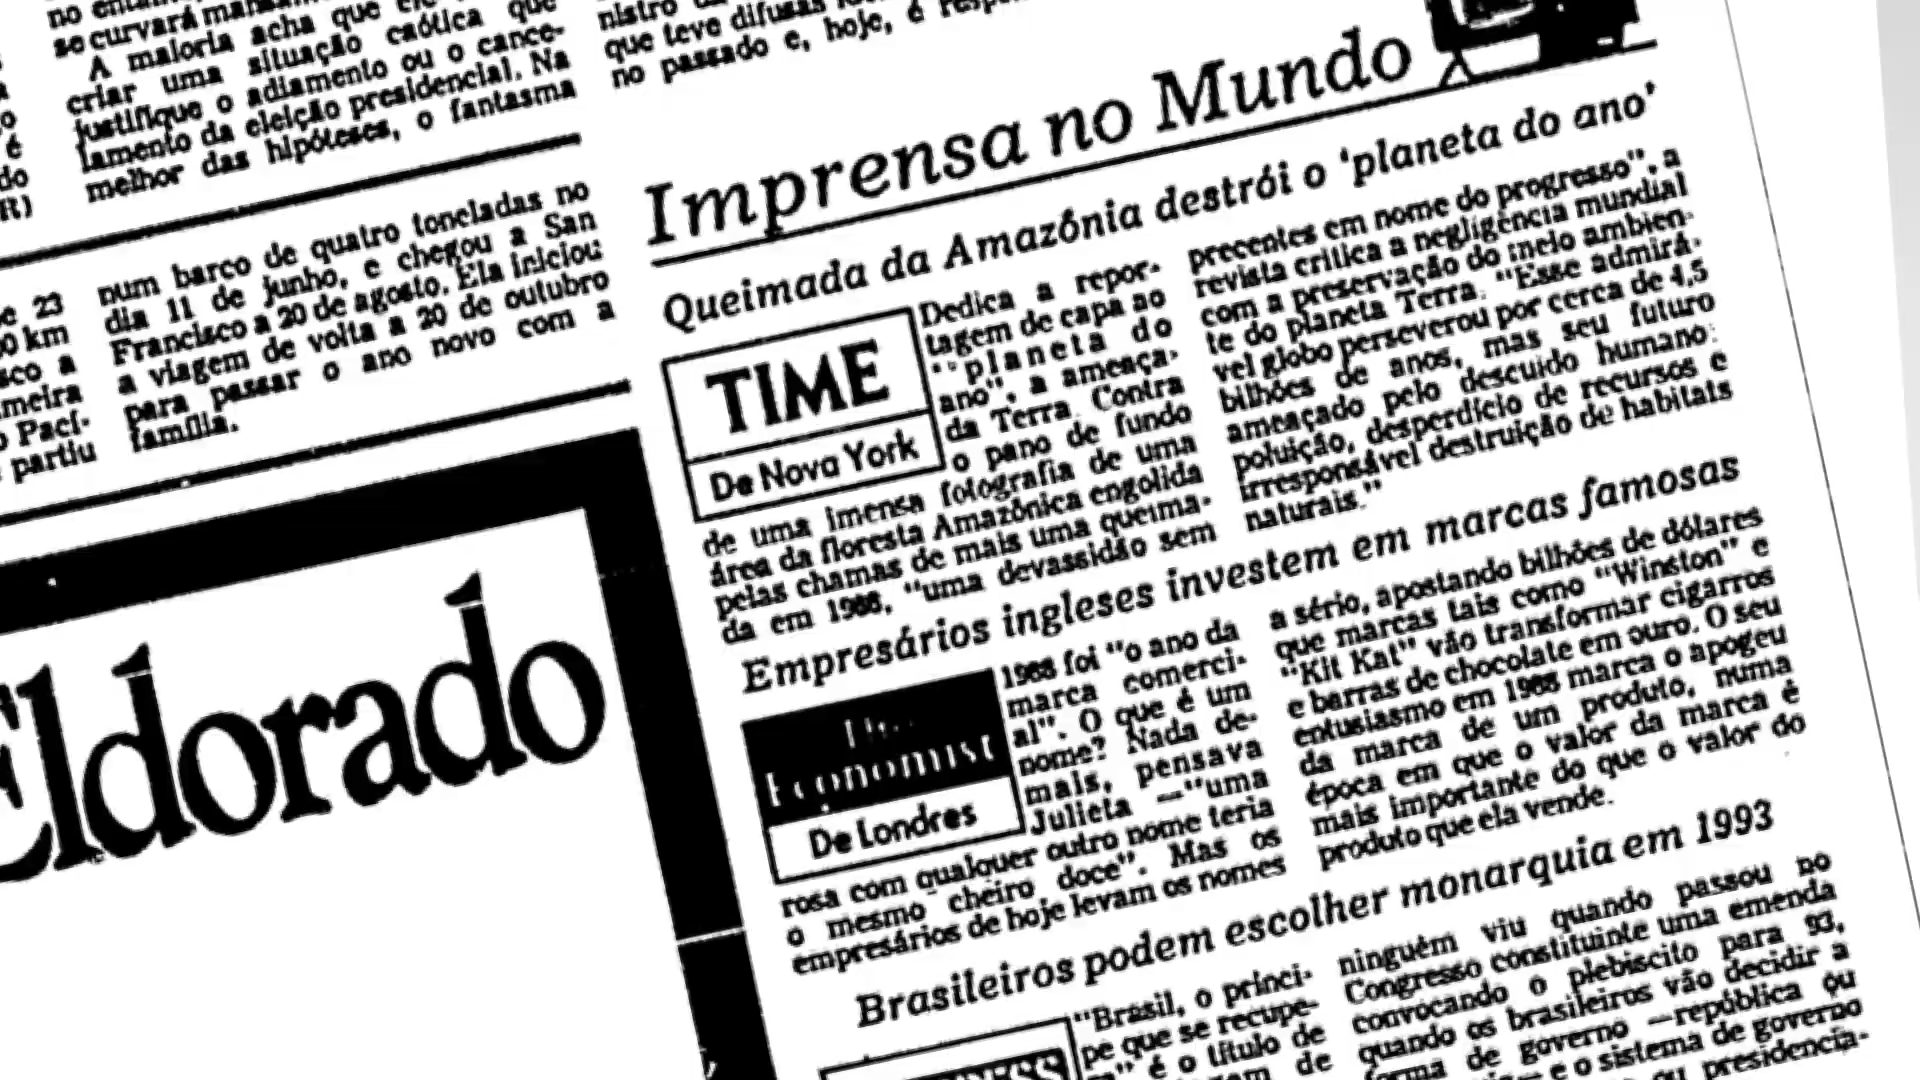 no
se curvará
A maioria acha que
criar uma situação caótica que
justifique o adiamento ou o cance-
lamento da eleição presidencial. Na
melhor das hipóteses, o fantasma
nistro
que teve difusas
no passado e, hoje, é
é
do
R)
num barco de quatro toneladas no
dia 11 de junho, e chegou a San
Francisco a 20 de agosto. Ela iniciou
a viagem de volta a 20 de outubro
para passar o ano novo com a
família.
e 23
0 km
sco a
meira
o Pací-
partiu
Eldorado
Imprensa no Mundo
Queimada da Amazônia destrói o 'planeta do ano'
TIME
De Nova York
Dedica a repor-
tagem de capa ao
"planeta do
ano", a ameaça-
da Terra. Contra
o pano de fundo
de uma imensa fotografia de uma
área da floresta Amazônica engolida
pelas chamas de mais uma queima-
da em 1988, "uma devassidão sem
precentes em nome do progresso", a
revista critica a negligência mundial
com a preservação do meio ambien-
te do planeta Terra. "Esse admirá-
vel globo perseverou por cerca de 4,5
bilhões de anos, mas seu futuro
ameaçado pelo descuido humano:
poluição, desperdício de recursos e
irresponsável destruição de habitats
naturais."
Empresários ingleses investem em marcas famosas
The
Economist
De Londres
1988 foi "o ano da
marca comerci-
al". O que é um
nome? Nada de-
mais, pensava
Julieta —"uma
rosa com qualquer outro nome teria
o mesmo cheiro doce". Mas os
empresários de hoje levam os nomes
a sério, apostando bilhões de dólares
que marcas tais como "Winston" e
"Kit Kat" vão transformar cigarros
e barras de chocolate em ouro. O seu
entusiasmo em 1988 marca o apogeu
da marca de um produto, numa
época em que o valor da marca é
mais importante do que o valor do
produto que ela vende.
Brasileiros podem escolher monarquia em 1993
"Brasil, o prínci-
pe que se recupe-
é o título de
de
ninguém viu quando passou no
Congresso constituinte uma emenda
convocando o plebiscito para 93,
quando os brasileiros vão decidir a
forma de governo —república ou
e o sistema de governo
ou presidencia-